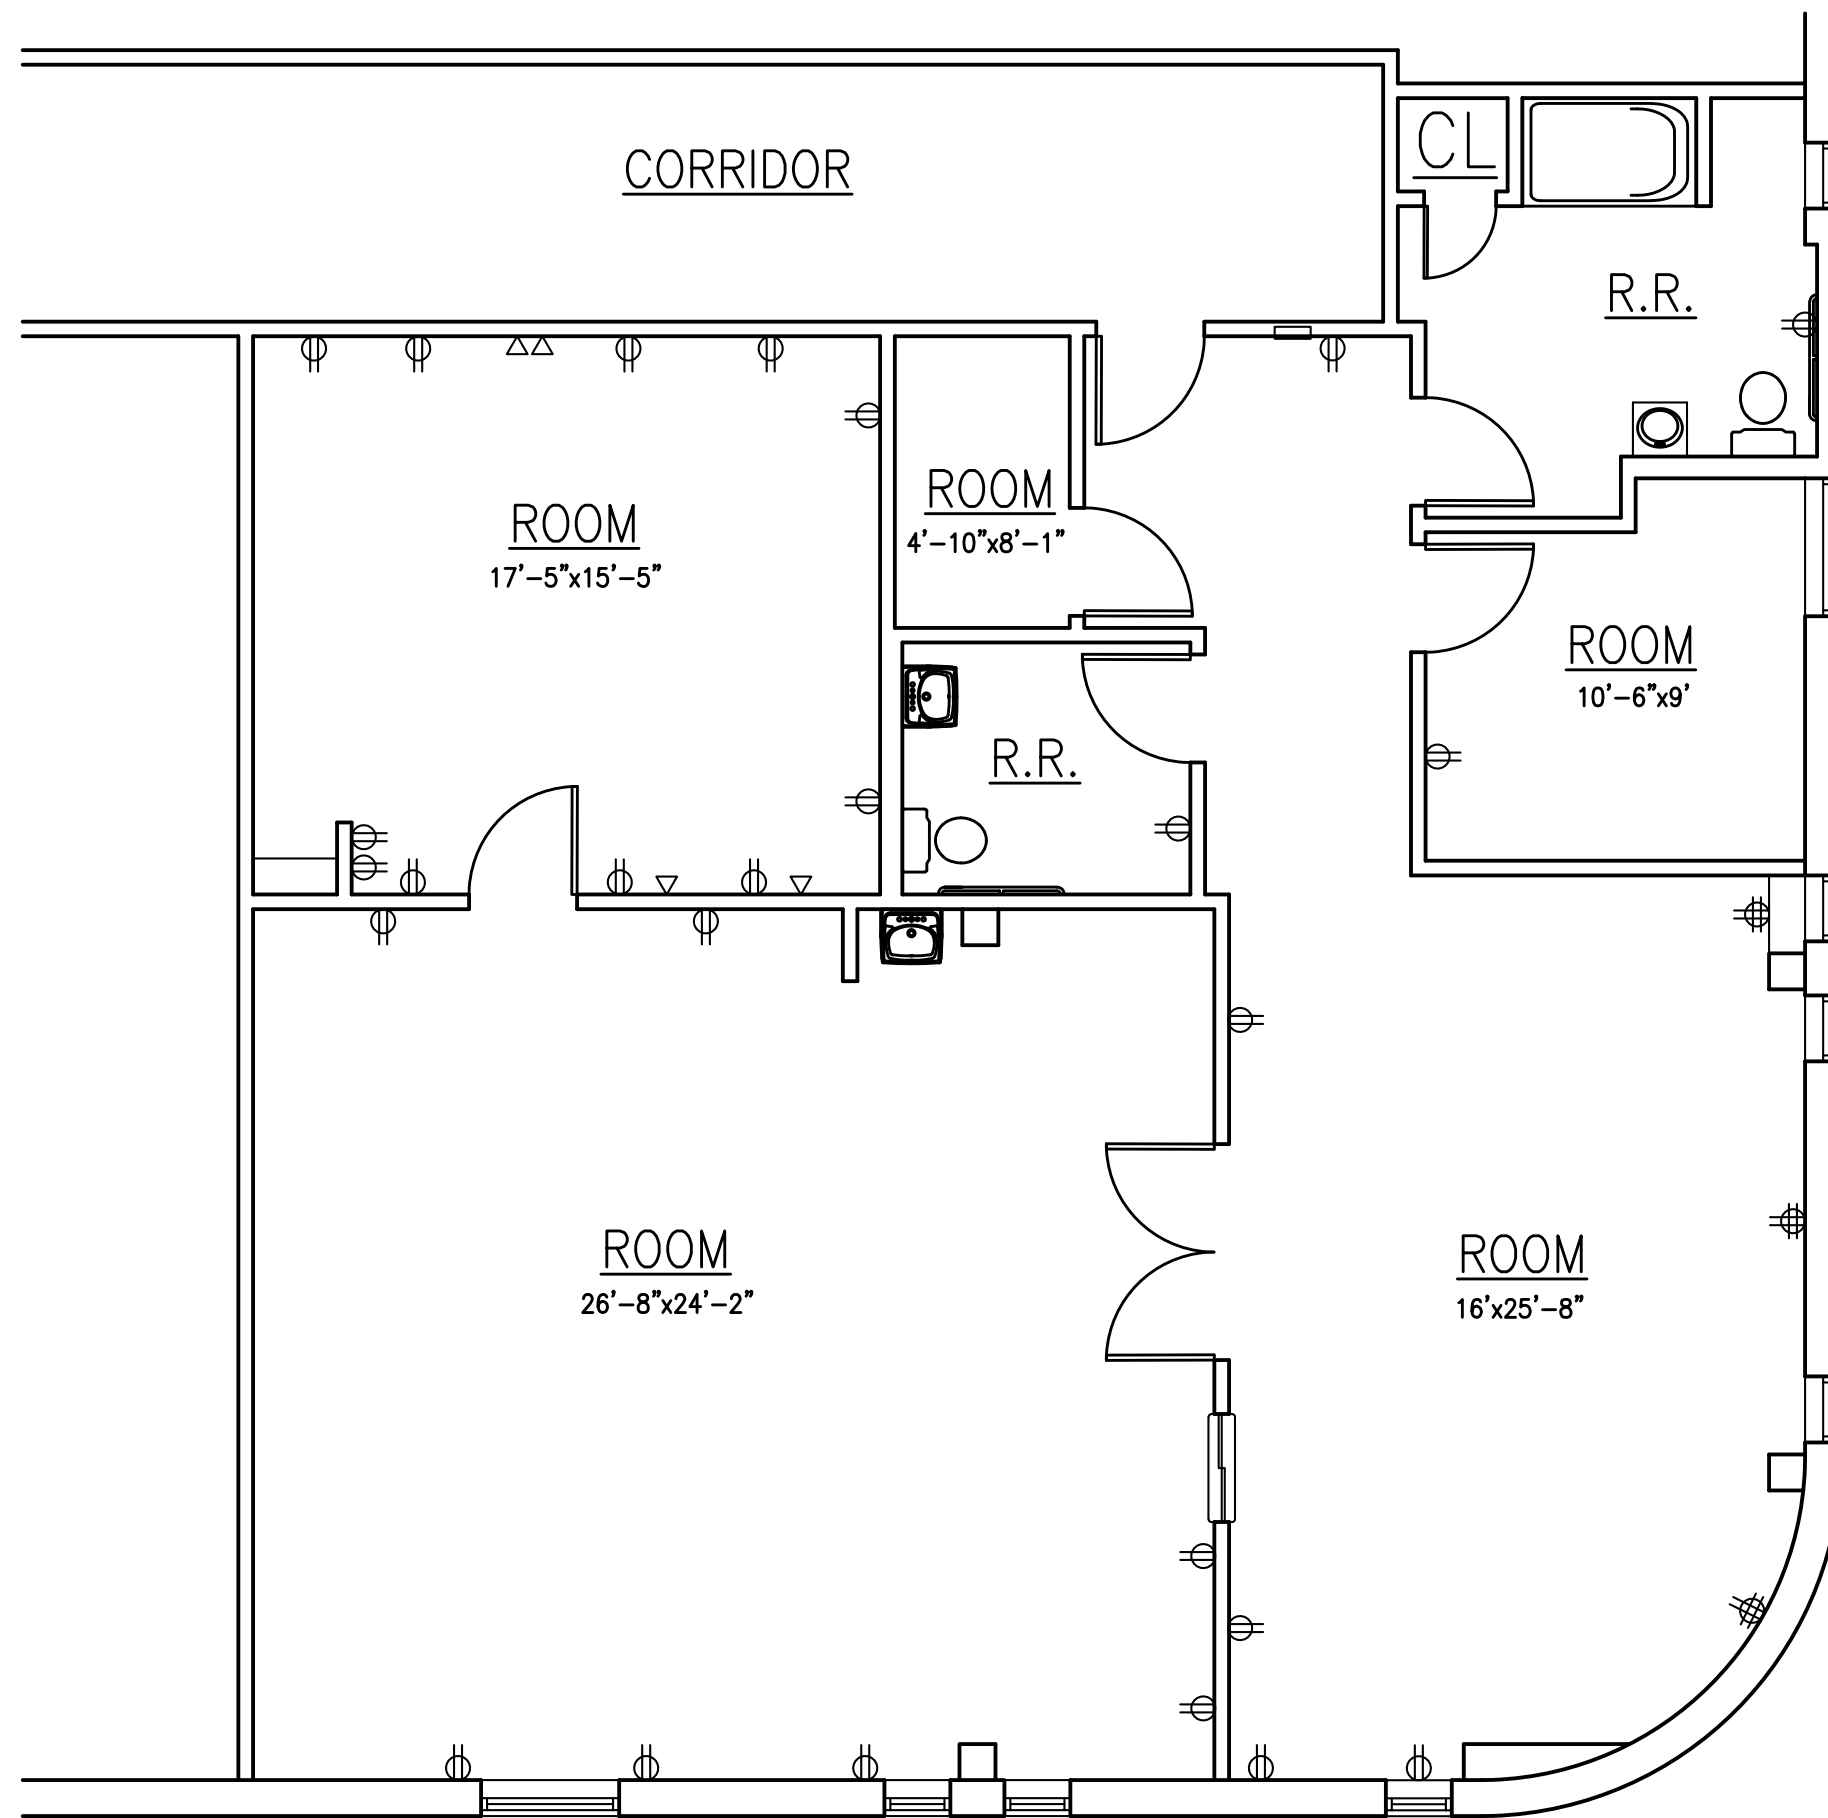 CORRIDOR
CL
R.R.
ROOM
4'-10"x8'-1"
ROOM
17'-5"x15'-5"
ROOM
10'-6"x9'
R.R.
ROOM
26'-8"x24'-2"
ROOM
16'x25'-8"